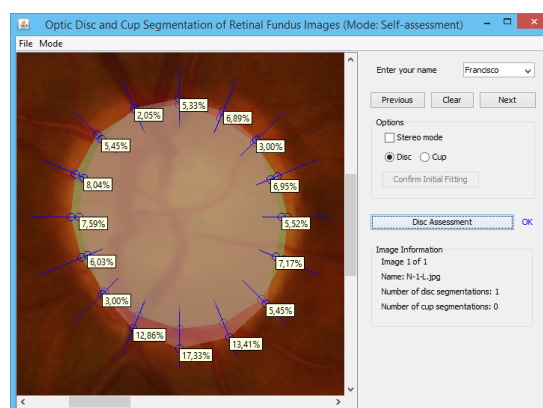 Optic Disc and Cup Segmentation of Retinal Fundus Images (Mode: Self-assessment)
File Mode
5,33%
2,05%
6,89%
5,45%
3,00%
8,04%
6,95%
7,59%
5,52%
6,03%
7,17%
3,00%
5,45%
12,86%
13,41%
17,33%
Enter your name Francisco
Previous Clear Next
Options
Stereo mode
Disc Cup
Confirm Initial Fitting
Disc Assessment OK
Image Information
Image 1 of 1
Name: N-1-L.jpg
Number of disc segmentations: 1
Number of cup segmentations: 0